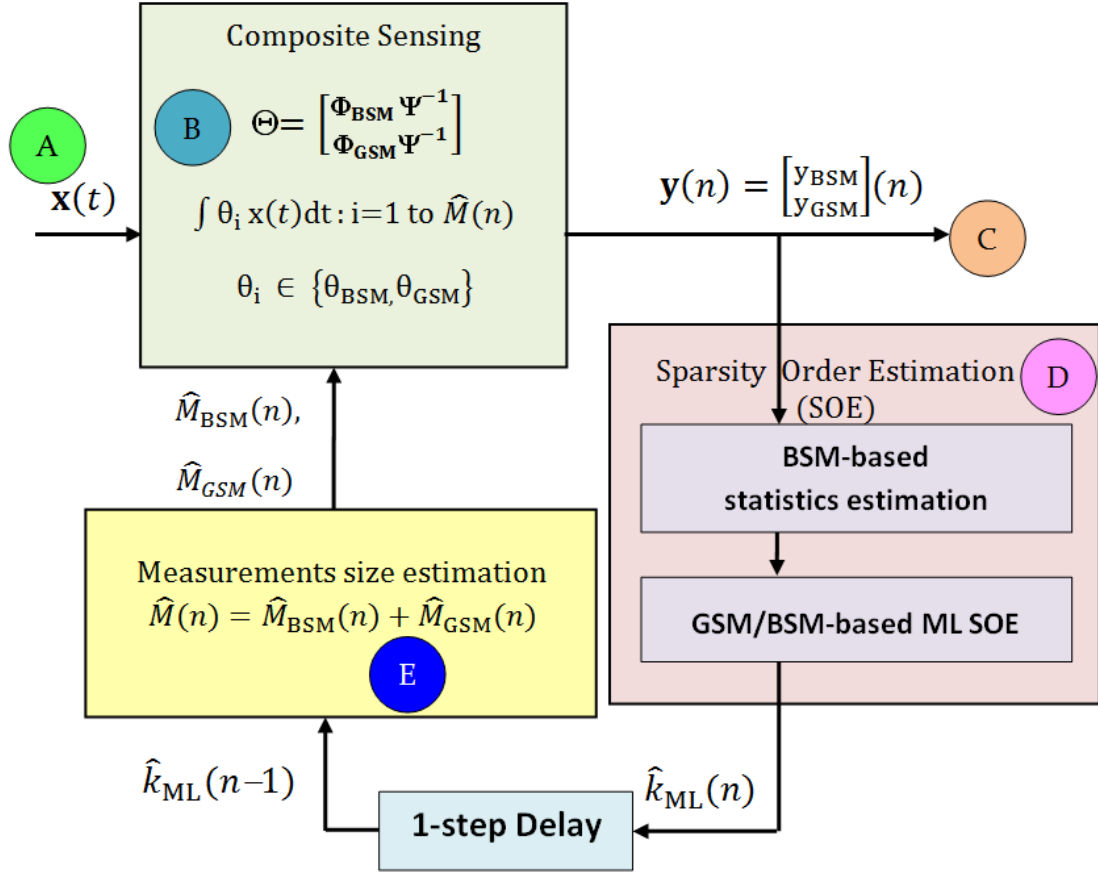 Composite Sensing
A
B
Θ= [Φ_BSM Ψ⁻¹
Φ_GSM Ψ⁻¹]
x(t)
∫ θ_i x(t)dt : i=1 to M̂(n)
θ_i ∈ {θ_BSM, θ_GSM}
y(n) = [y_BSM
y_GSM](n)
C
Sparsity Order Estimation
(SOE)
D
BSM-based
statistics estimation
GSM/BSM-based ML SOE
M̂_BSM(n),
M̂_GSM(n)
Measurements size estimation
M̂(n) = M̂_BSM(n) + M̂_GSM(n)
E
k̂_ML(n−1)
1-step Delay
k̂_ML(n)